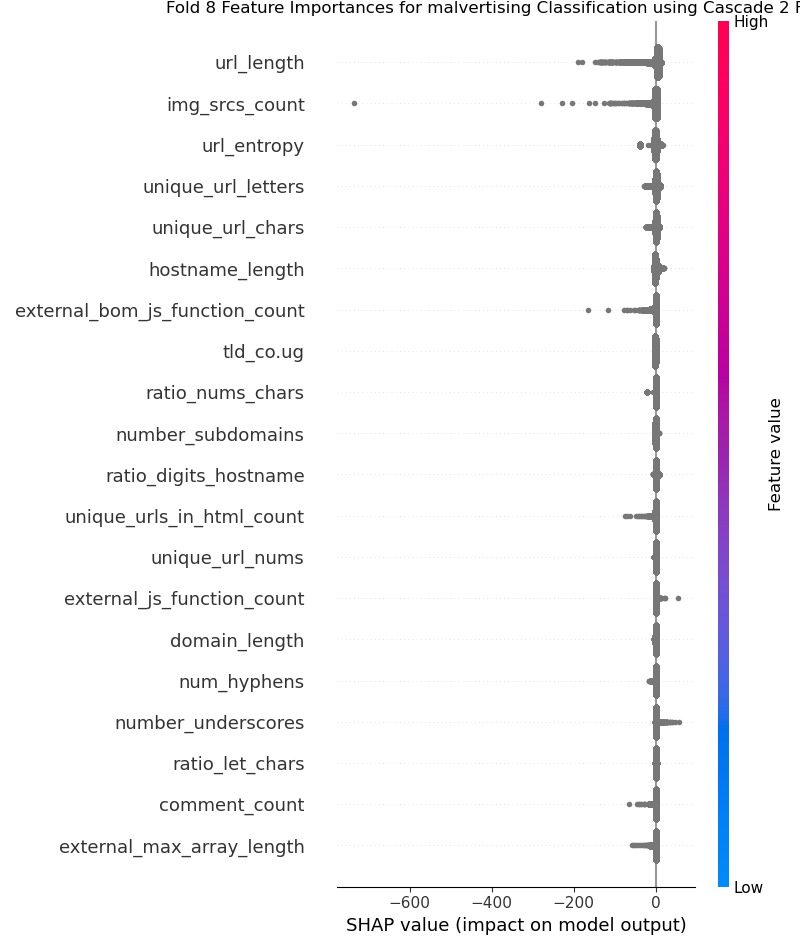 Fold 8 Feature Importances for malvertising Classification using Cascade 2 F
High
url_length
img_srcs_count
url_entropy
unique_url_letters
unique_url_chars
hostname_length
external_bom_js_function_count
tld_co.ug
ratio_nums_chars
number_subdomains
ratio_digits_hostname
unique_urls_in_html_count
unique_url_nums
external_js_function_count
domain_length
num_hyphens
number_underscores
ratio_let_chars
comment_count
external_max_array_length
Feature value
Low
−600 −400 −200 0
SHAP value (impact on model output)